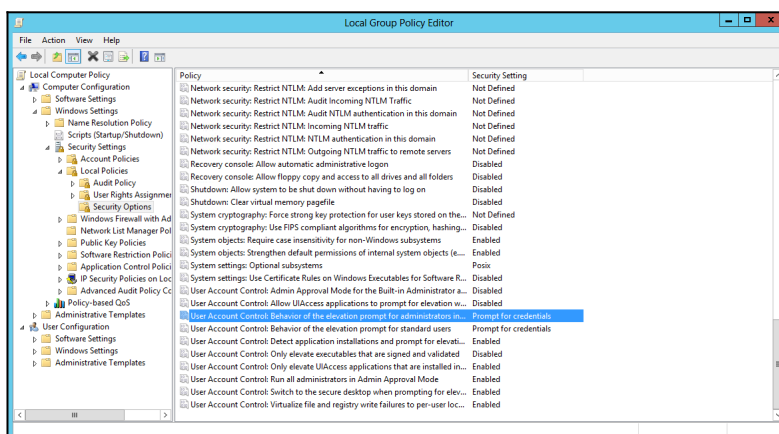 Local Group Policy Editor
File Action View Help
Local Computer Policy
Computer Configuration
Software Settings
Windows Settings
Name Resolution Policy
Scripts (Startup/Shutdown)
Security Settings
Account Policies
Local Policies
Audit Policy
User Rights Assignmer
Security Options
Windows Firewall with Ad
Network List Manager Pol
Public Key Policies
Software Restriction Polici
Application Control Polici
IP Security Policies on Loc
Advanced Audit Policy Co
Policy-based QoS
Administrative Templates
User Configuration
Software Settings
Windows Settings
Administrative Templates
Policy Security Setting
Network security: Restrict NTLM: Add server exceptions in this domain Not Defined
Network security: Restrict NTLM: Audit Incoming NTLM Traffic Not Defined
Network security: Restrict NTLM: Audit NTLM authentication in this domain Not Defined
Network security: Restrict NTLM: Incoming NTLM traffic Not Defined
Network security: Restrict NTLM: NTLM authentication in this domain Not Defined
Network security: Restrict NTLM: Outgoing NTLM traffic to remote servers Not Defined
Recovery console: Allow automatic administrative logon Disabled
Recovery console: Allow floppy copy and access to all drives and all folders Disabled
Shutdown: Allow system to be shut down without having to log on Disabled
Shutdown: Clear virtual memory pagefile Disabled
System cryptography: Force strong key protection for user keys stored on the... Not Defined
System cryptography: Use FIPS compliant algorithms for encryption, hashing... Disabled
System objects: Require case insensitivity for non-Windows subsystems Enabled
System objects: Strengthen default permissions of internal system objects (e.... Enabled
System settings: Optional subsystems Posix
System settings: Use Certificate Rules on Windows Executables for Software R... Disabled
User Account Control: Admin Approval Mode for the Built-in Administrator a... Disabled
User Account Control: Allow UIAccess applications to prompt for elevation w... Disabled
User Account Control: Behavior of the elevation prompt for administrators in... Prompt for credentials
User Account Control: Behavior of the elevation prompt for standard users Prompt for credentials
User Account Control: Detect application installations and prompt for elevati... Enabled
User Account Control: Only elevate executables that are signed and validated Disabled
User Account Control: Only elevate UIAccess applications that are installed in... Enabled
User Account Control: Run all administrators in Admin Approval Mode Enabled
User Account Control: Switch to the secure desktop when prompting for elev... Enabled
User Account Control: Virtualize file and registry write failures to per-user loc... Enabled